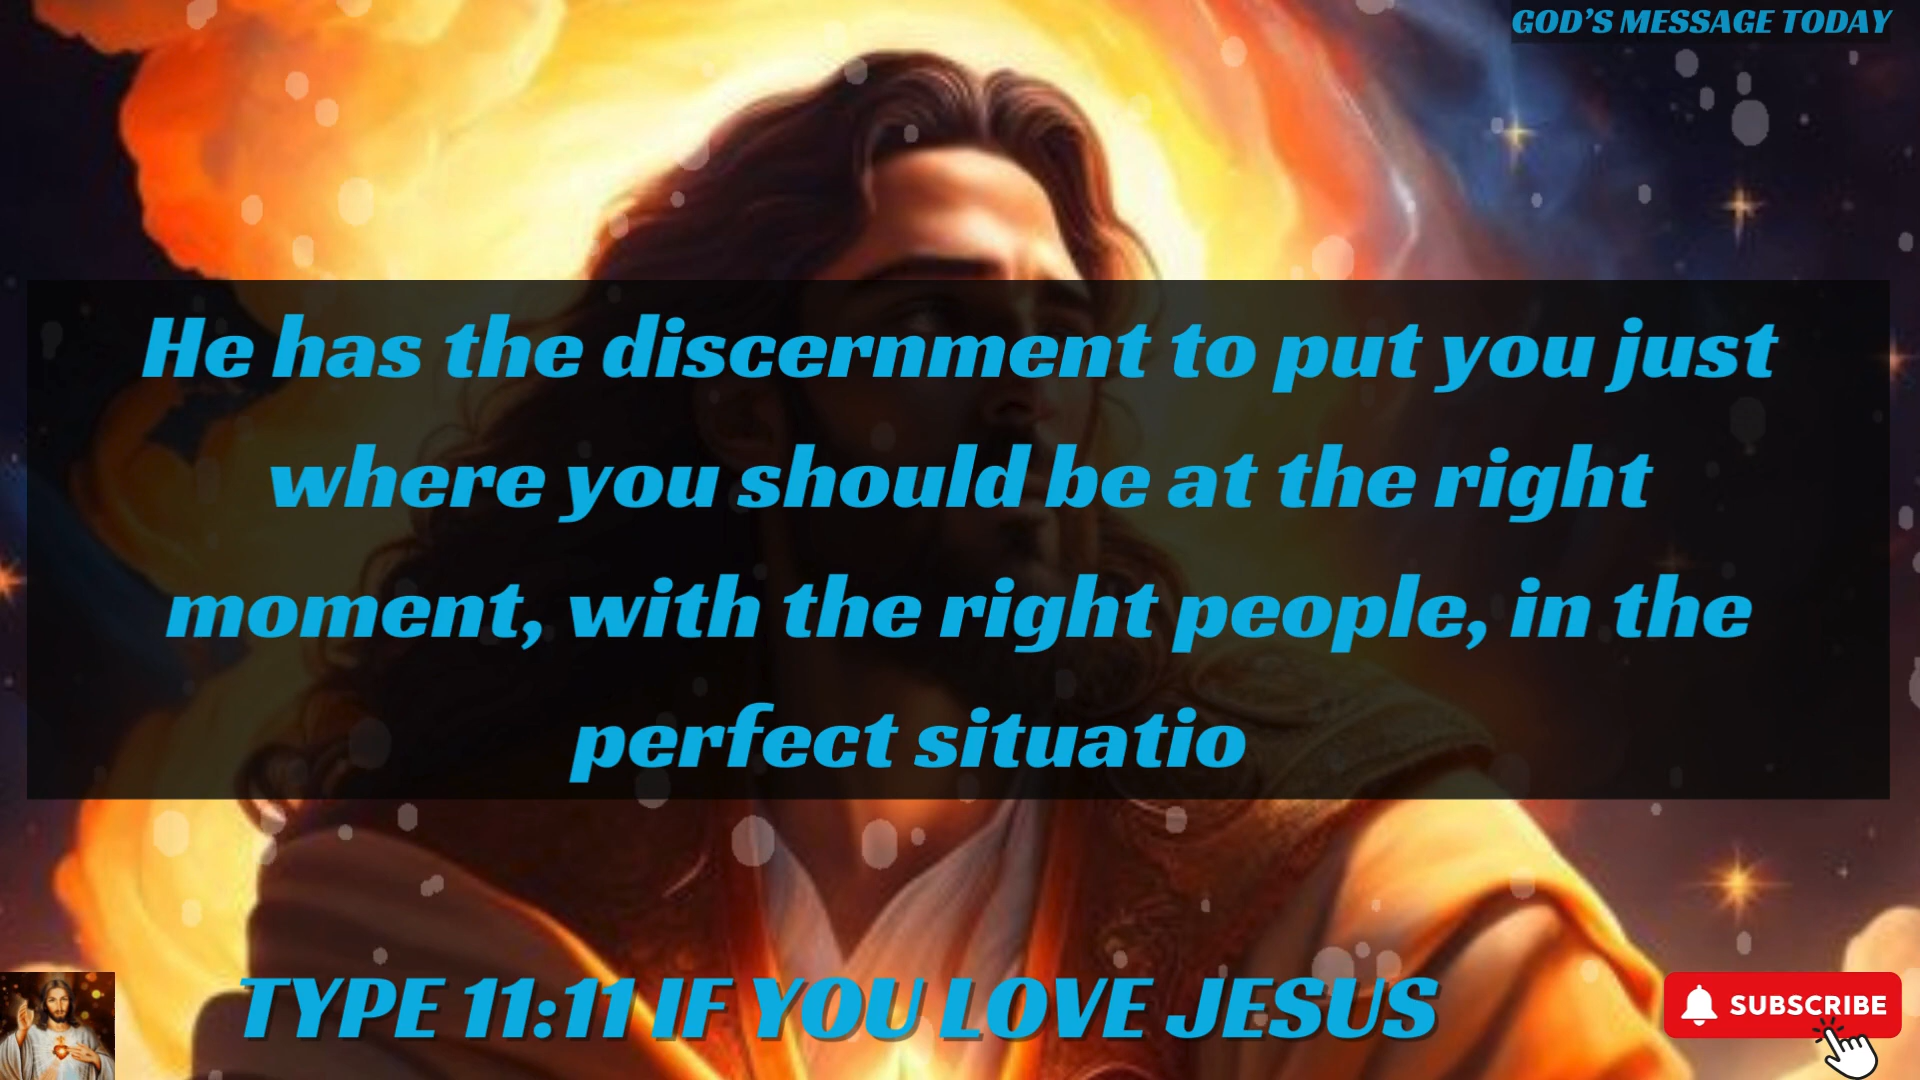 GOD'S MESSAGE TODAY
He has the discernment to put you just
where you should be at the right
moment, with the right people, in the
perfect situatio
TYPE 11:11 IF YOU LOVE JESUS
SUBSCRIBE